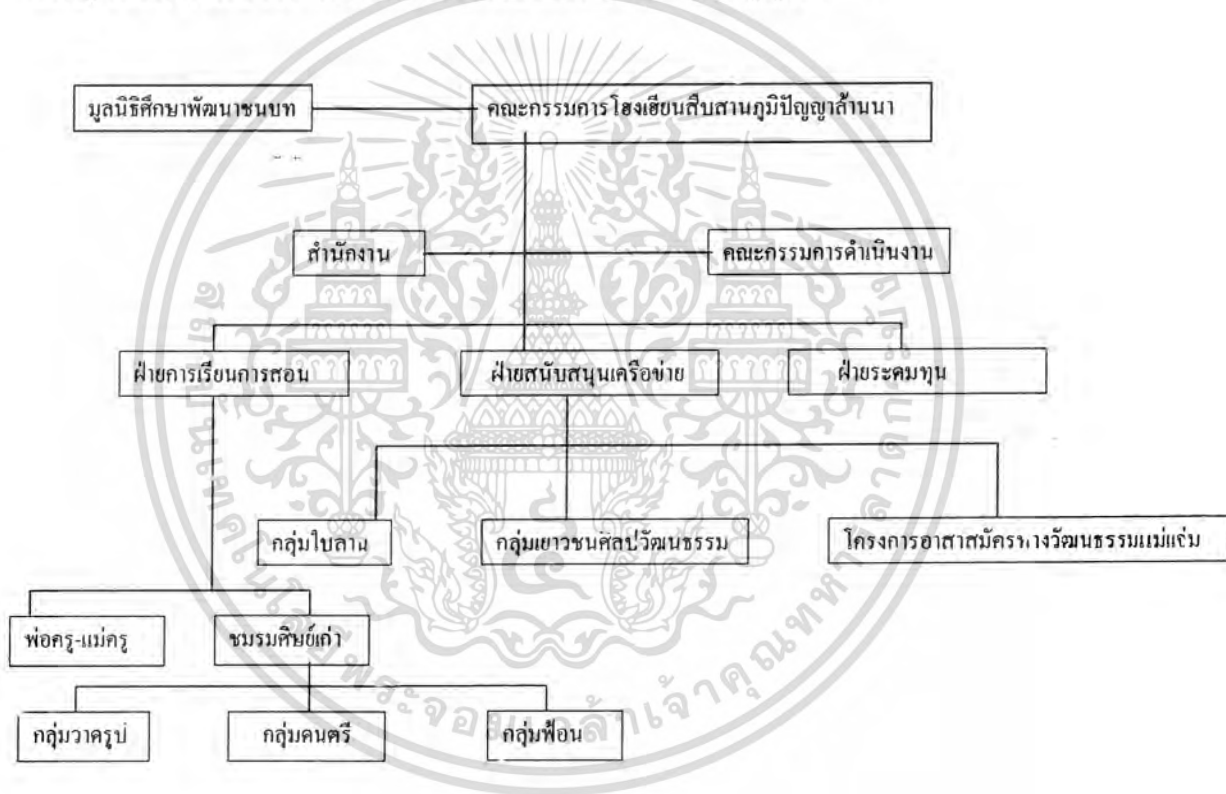 มูลนิธิศึกษาพัฒนาชนบท
คณะกรรมการโฮงเฮียนสืบสานภูมิปัญญาล้านนา
สำนักงาน
คณะกรรมการดำเนินงาน
ฝ่ายการเรียนการสอน
ฝ่ายสนับสนุนเครือข่าย
ฝ่ายระดมทุน
กลุ่มใบลาน
กลุ่มเยาวชนศิลปวัฒนธรรม
โครงการอาสาสมัครทางวัฒนธรรมแม่แจ่ม
พ่อครู-แม่ครู
ชมรมศิษย์เก่า
กลุ่มวาดรูป
กลุ่มดนตรี
กลุ่มฟ้อน